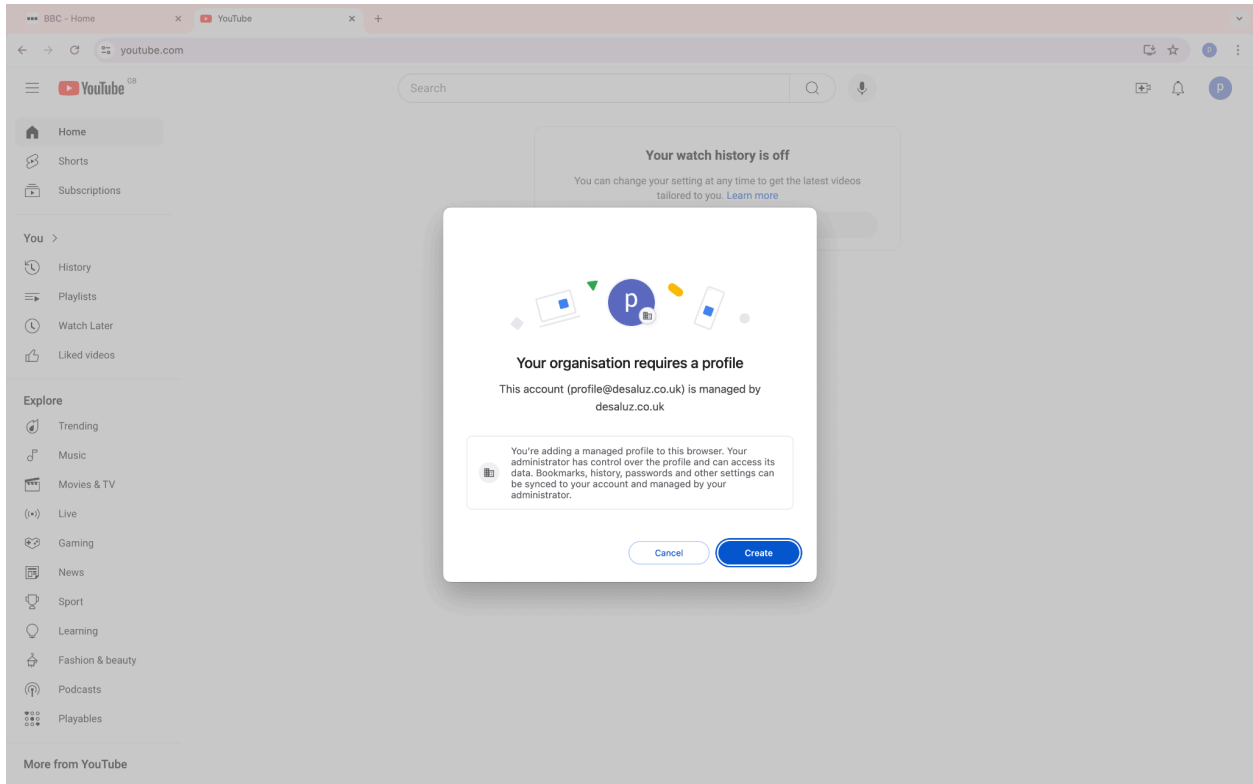 BBC - Home
YouTube
youtube.com
p
YouTube GB
Search
P
Home
Shorts
Subscriptions
You
History
Playlists
Watch Later
Liked videos
Explore
Trending
Music
Movies & TV
Live
Gaming
News
Sport
Learning
Fashion & beauty
Podcasts
Playables
More from YouTube
Your watch history is off
You can change your setting at any time to get the latest videos
tailored to you. Learn more
p
Your organisation requires a profile
This account (profile@desaluz.co.uk) is managed by
desaluz.co.uk
You're adding a managed profile to this browser. Your
administrator has control over the profile and can access its
data. Bookmarks, history, passwords and other settings can
be synced to your account and managed by your
administrator.
Cancel
Create